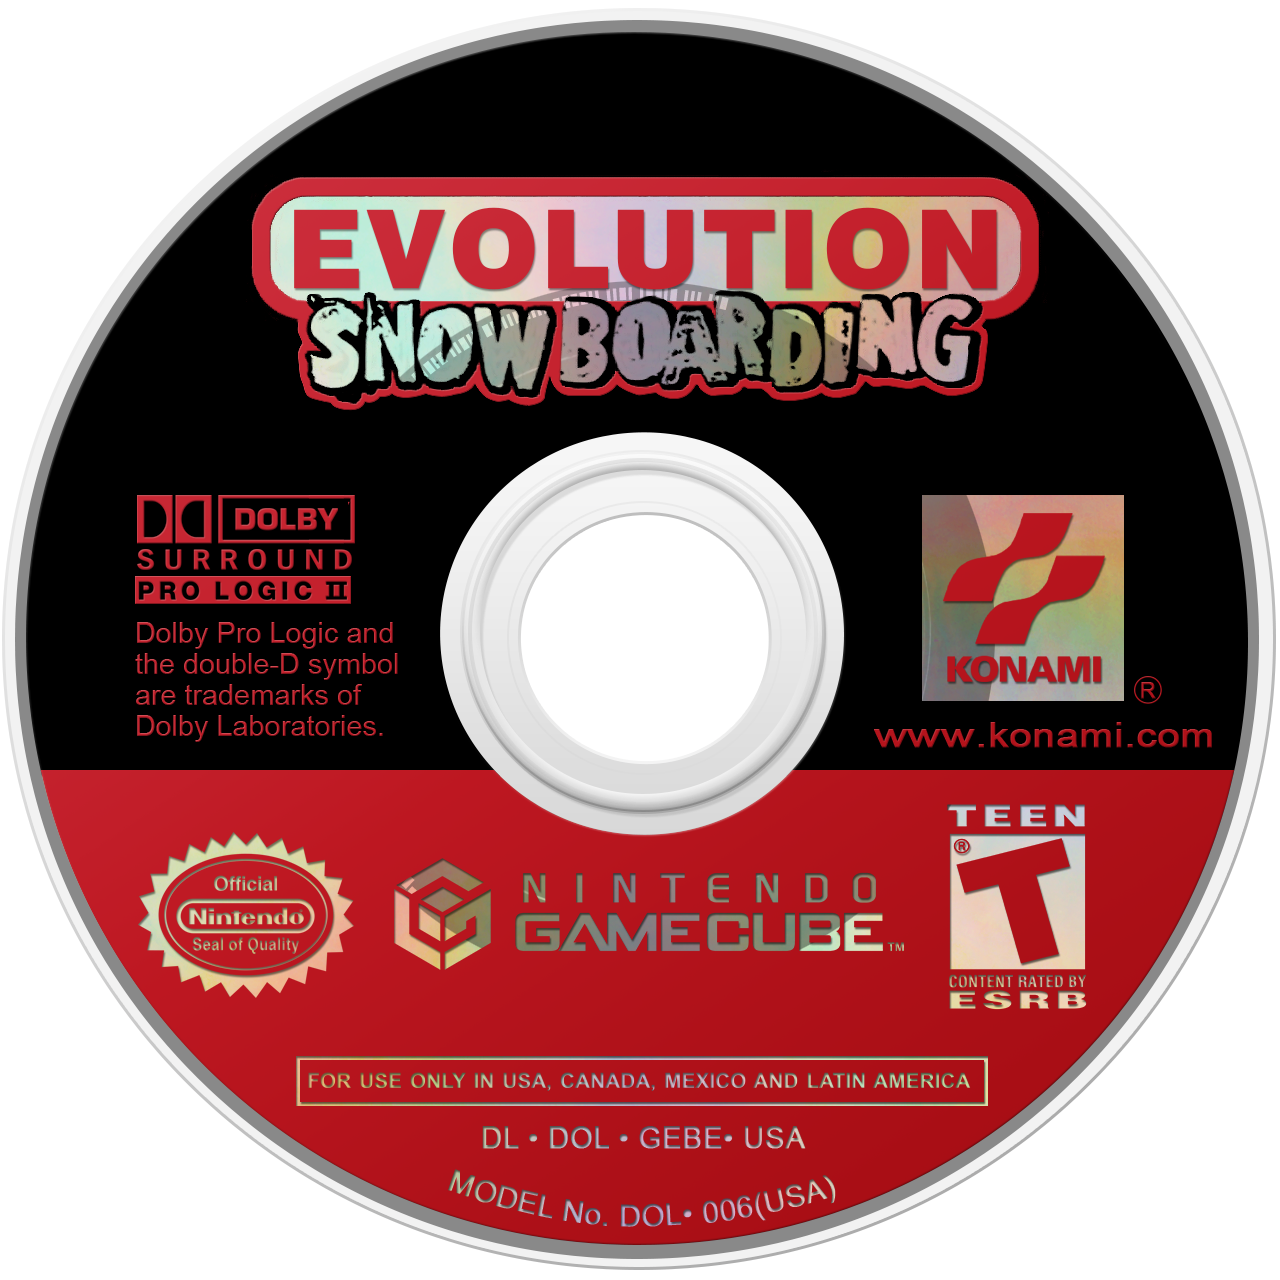 EVOLUTION
SNOWBOARDING
DOLBY
SURROUND
PRO LOGIC II
Dolby Pro Logic and
the double-D symbol
are trademarks of
Dolby Laboratories.
KONAMI
®
www.konami.com
TEEN
®
T
CONTENT RATED BY
ESRB
Official
Nintendo®
Seal of Quality
NINTENDO
GAMECUBE™
FOR USE ONLY IN USA, CANADA, MEXICO AND LATIN AMERICA
DL • DOL • GEBE• USA
MODEL No. DOL• 006(USA)